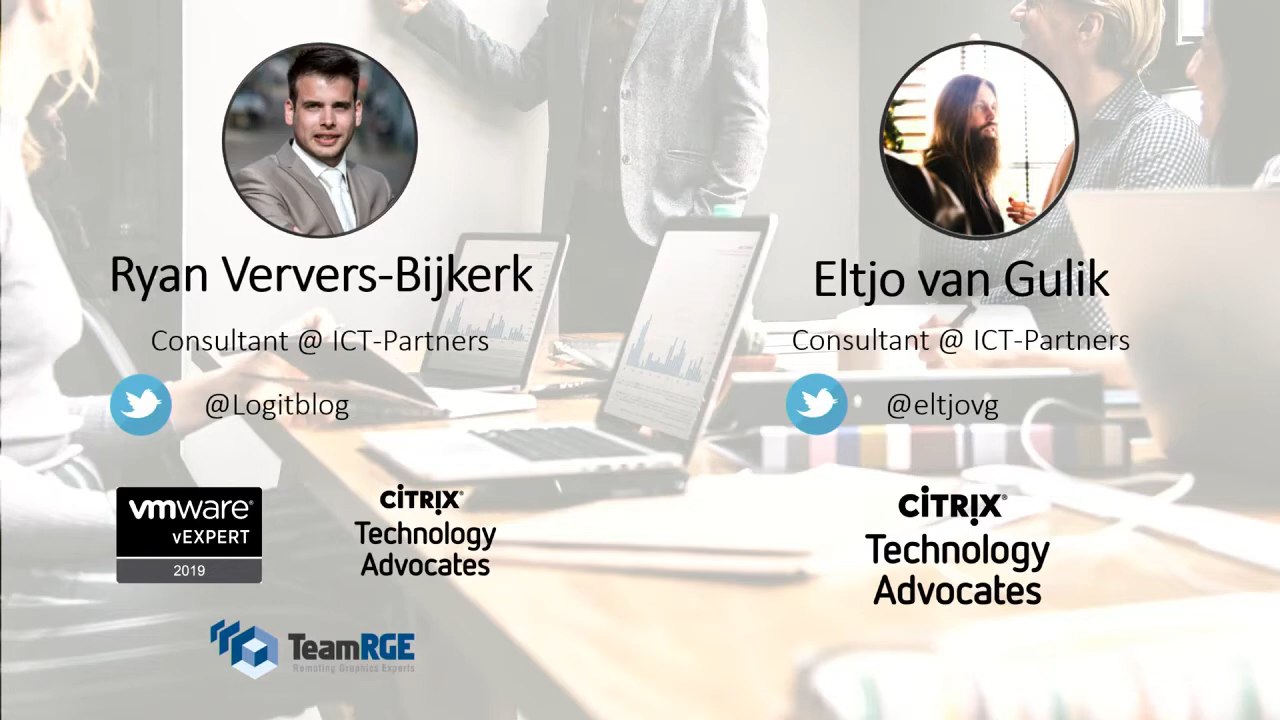 Ryan Ververs-Bijkerk
Consultant @ ICT-Partners
@Logitblog
vmware®
vEXPERT
2019
CiTRIX®
Technology
Advocates
TeamRGE
Remoting Graphics Experts
Eltjo van Gulik
Consultant @ ICT-Partners
@eltjovg
CiTRIX®
Technology
Advocates